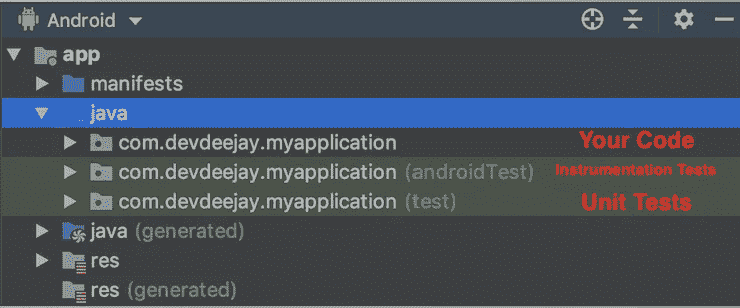 Android
app
manifests
java
com.devdeejay.myapplication Your Code
com.devdeejay.myapplication (androidTest) Instrumentation Tests
com.devdeejay.myapplication (test) Unit Tests
java (generated)
res
res (generated)